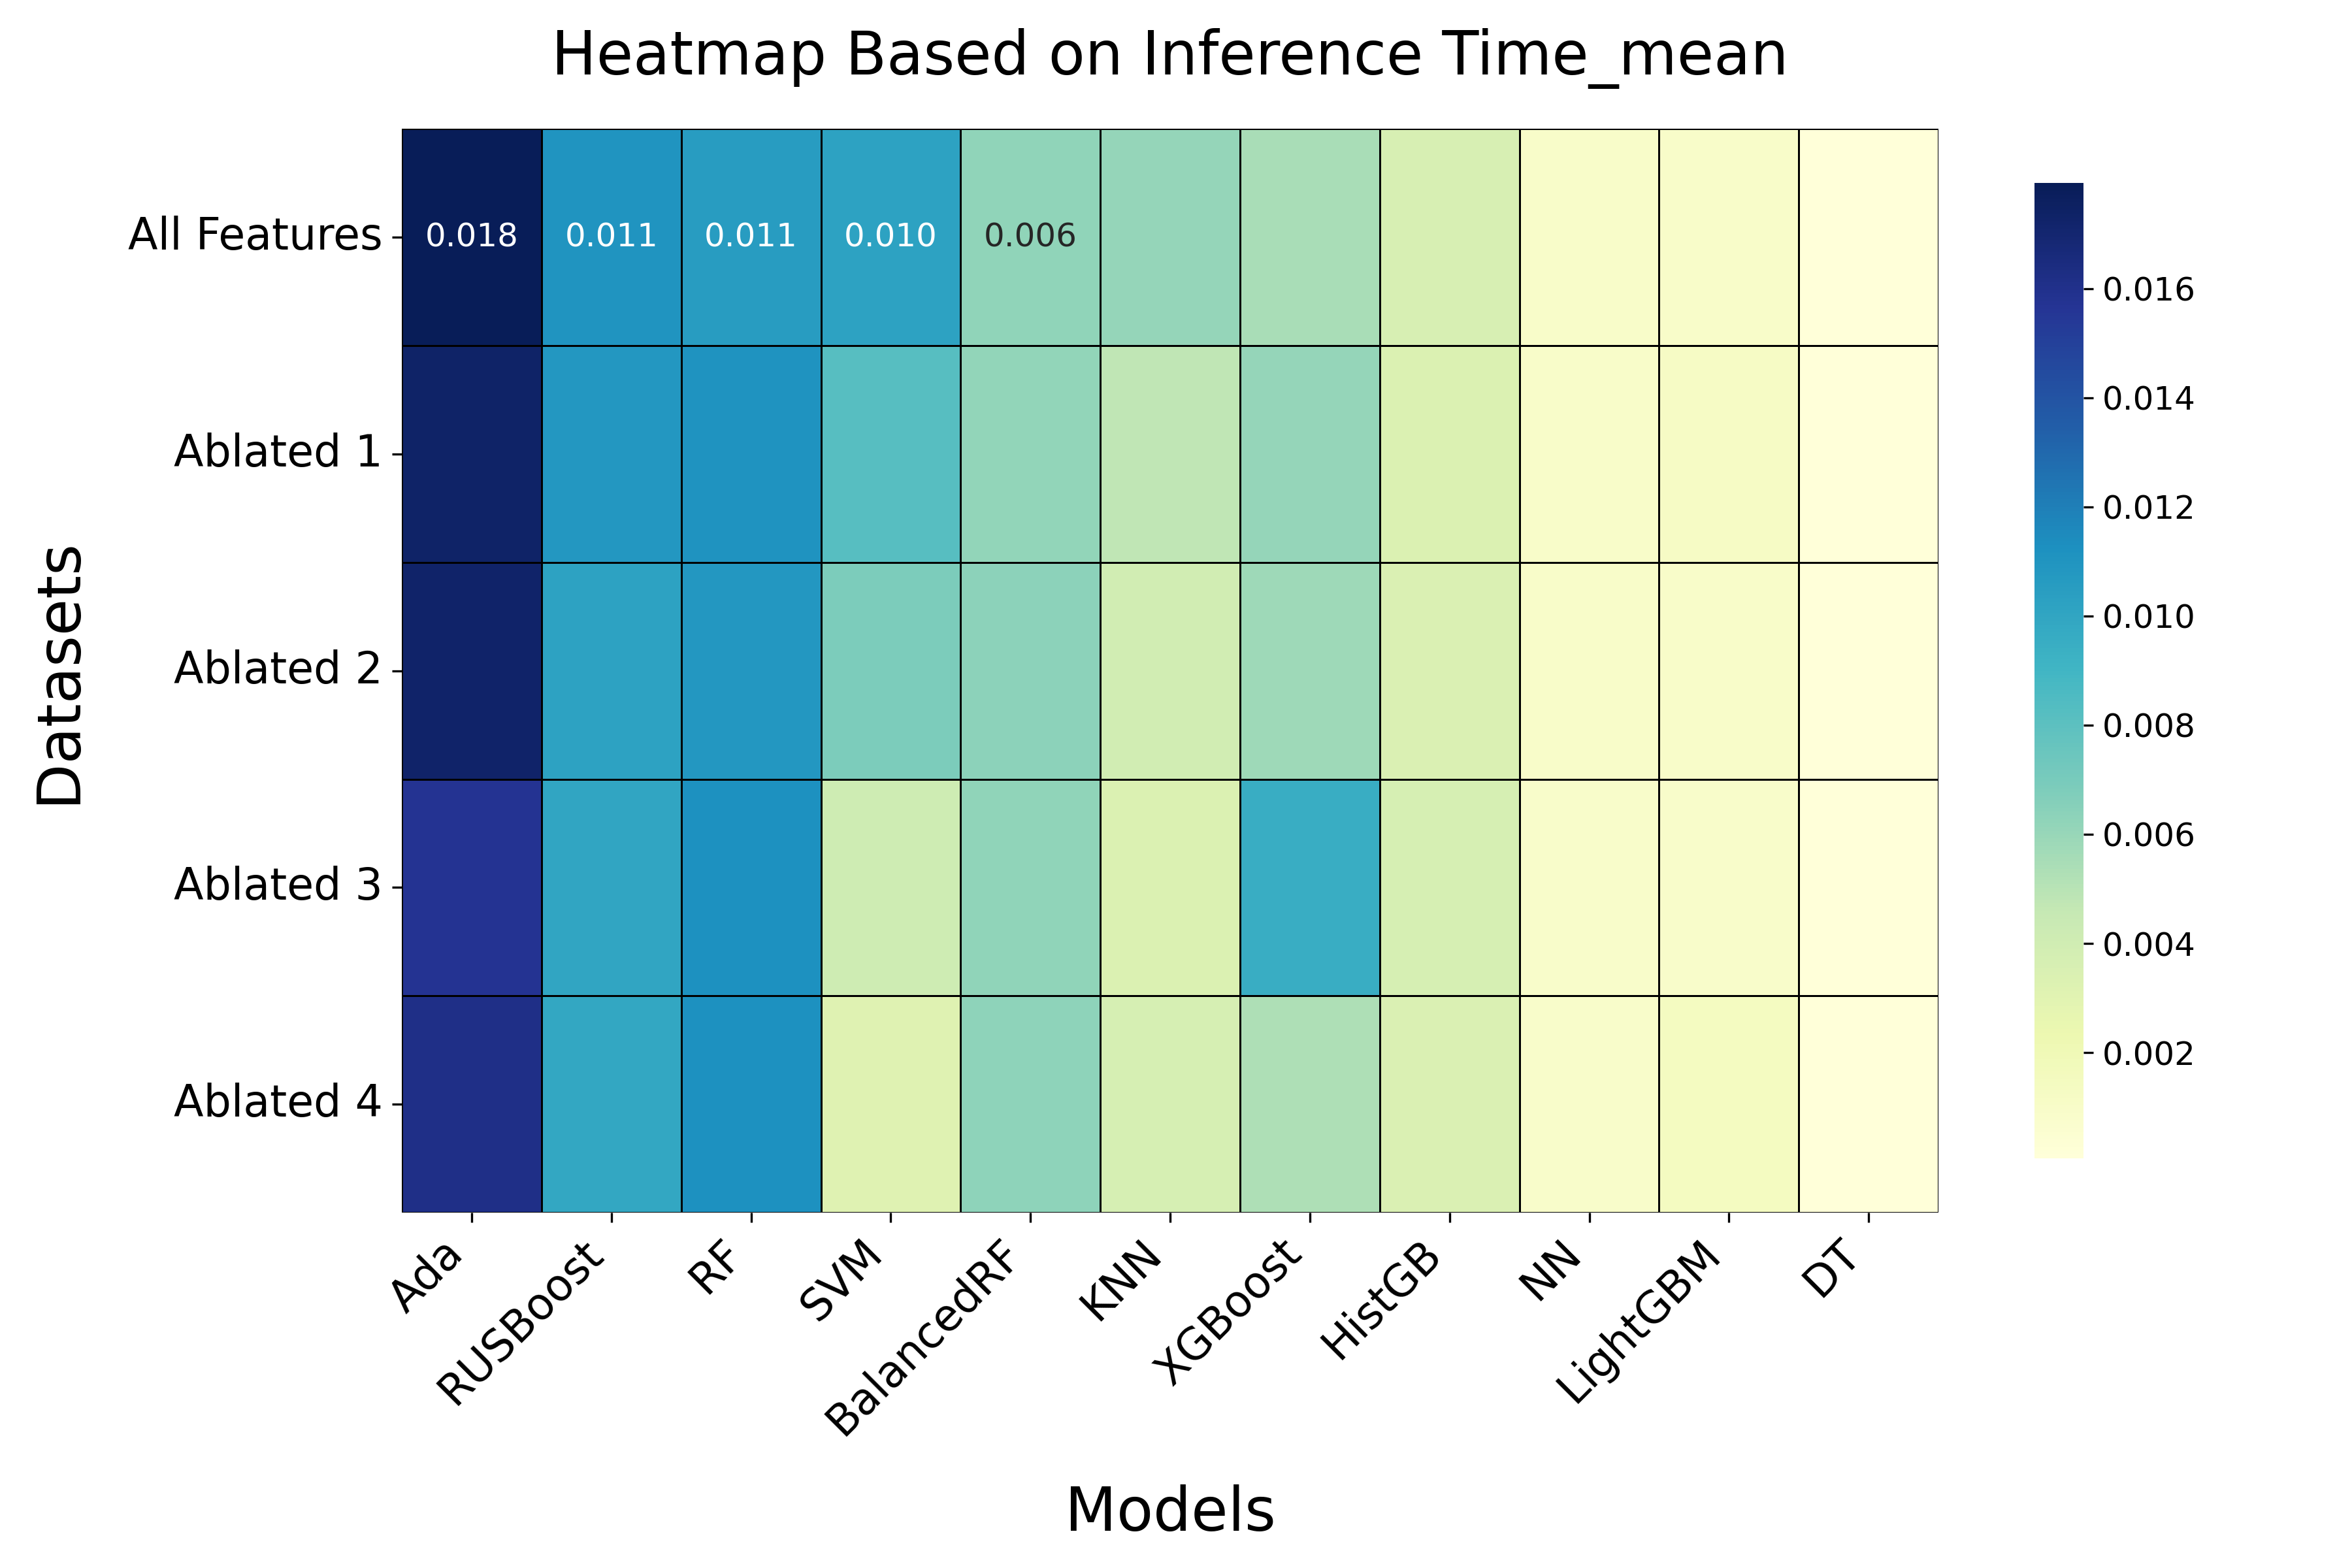 Heatmap Based on Inference Time_mean
Datasets
All Features
Ablated 1
Ablated 2
Ablated 3
Ablated 4
0.018 0.011 0.011 0.010 0.006
0.016
0.014
0.012
0.010
0.008
0.006
0.004
0.002
Ada
RUSBoost
RF
SVM
BalancedRF
KNN
XGBoost
HistGB
NN
LightGBM
DT
Models